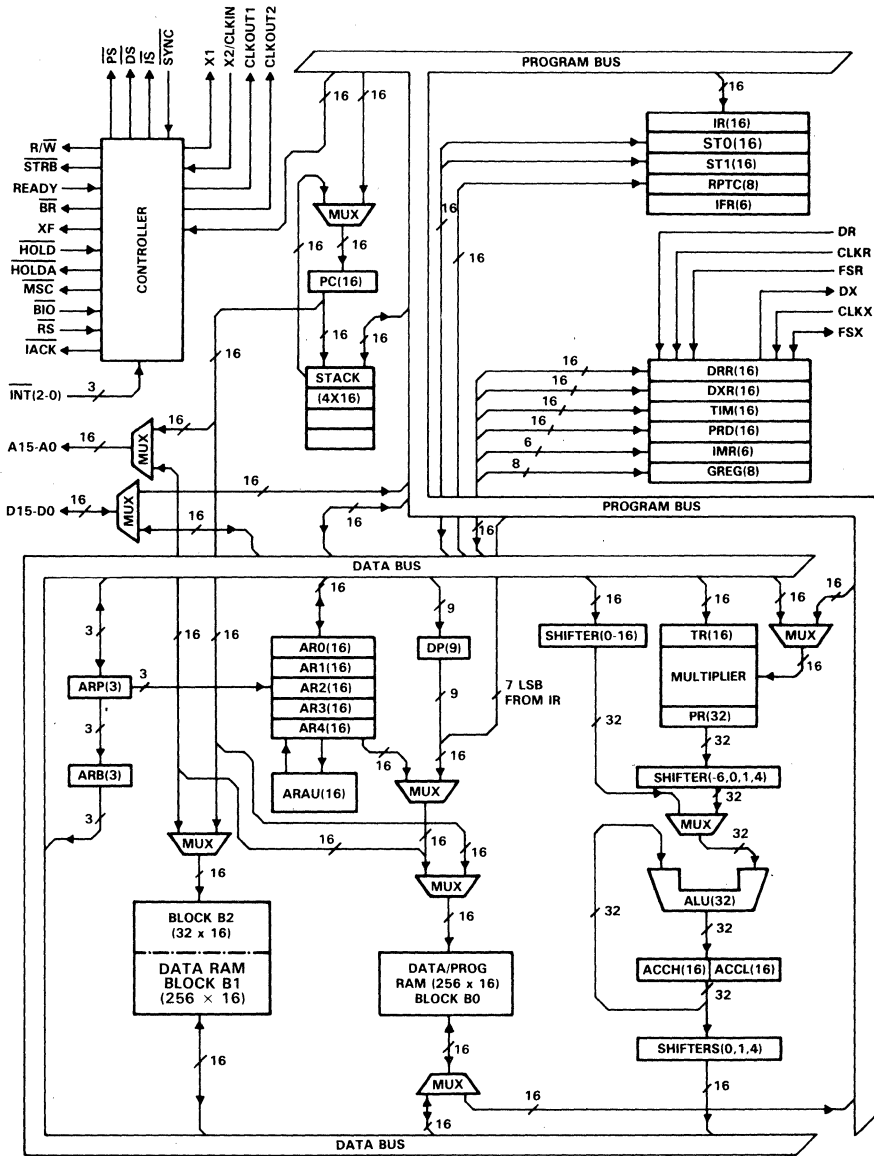 PS
DS
IS
SYNC
X1
X2/CLKIN
CLKOUT1
CLKOUT2
PROGRAM BUS
16
16
16
R/W
STRB
READY
BR
XF
HOLD
HOLDA
MSC
BIO
RS
IACK
CONTROLLER
INT(2-0)
3
IR(16)
ST0(16)
ST1(16)
RPTC(8)
IFR(6)
MUX
16
16
16
16
PC(16)
16
16
16
STACK
(4X16)
DR
CLKR
FSR
DX
CLKX
FSX
16
16
16
16
6
8
DRR(16)
DXR(16)
TIM(16)
PRD(16)
IMR(6)
GREG(8)
A15-A0
16
MUX
16
D15-D0
16
MUX
16
16
16
PROGRAM BUS
16
DATA BUS
3
16
16
16
9
16
16
16
16
AR0(16)
AR1(16)
AR2(16)
AR3(16)
AR4(16)
DP(9)
SHIFTER(0-16)
TR(16)
MULTIPLIER
PR(32)
MUX
16
ARP(3)
3
9
7 LSB
FROM IR
32
32
3
ARB(3)
3
ARAU(16)
16
16
MUX
SHIFTER(-6,0,1,4)
32
MUX
32
MUX
16
16
16
16
MUX
32
ALU(32)
32
16
BLOCK B2
(32 x 16)
DATA RAM
BLOCK B1
(256 × 16)
DATA/PROG
RAM (256 x 16)
BLOCK B0
ACCH(16)
ACCL(16)
32
16
16
MUX
SHIFTERS(0,1,4)
16
16
16
DATA BUS